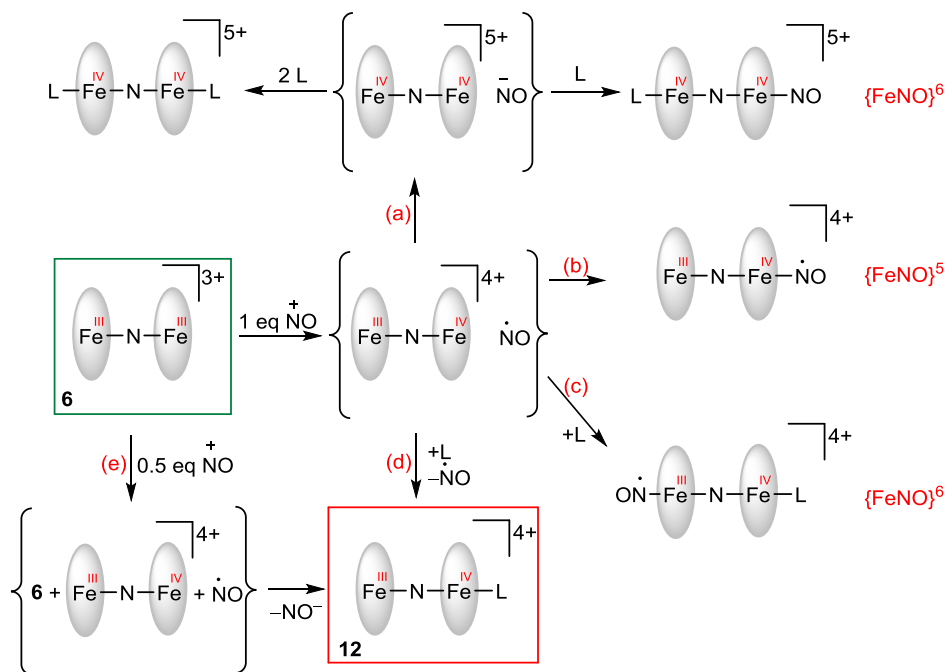 5+
IV IV
L–Fe–N–Fe–L
2 L
5+
IV IV
Fe–N–Fe
–
NO
L
5+
IV IV
L–Fe–N–Fe–NO
{FeNO}⁶
(a)
3+
III III
Fe–N–Fe
6
+
1 eq NO
4+
III IV
Fe–N–Fe
•
NO
(b)
4+
III IV
Fe–N–Fe–N•O
{FeNO}⁵
(c)
+L
4+
III IV
ON•–Fe–N–Fe–L
{FeNO}⁶
(e)
+
0.5 eq NO
(d)
+L
–N•O
4+
III IV
6 + Fe–N–Fe + N•O
–NO⁻
4+
III IV
Fe–N–Fe–L
12